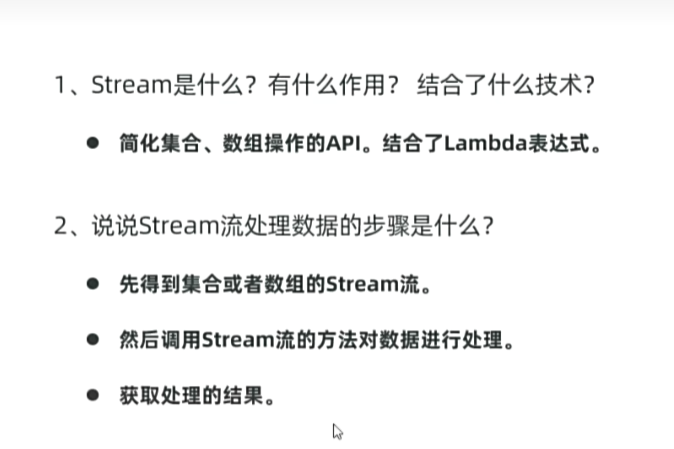 1、Stream是什么？有什么作用？ 结合了什么技术？
● 简化集合、数组操作的API。结合了Lambda表达式。
2、说说Stream流处理数据的步骤是什么？
● 先得到集合或者数组的Stream流。
● 然后调用Stream流的方法对数据进行处理。
● 获取处理的结果。